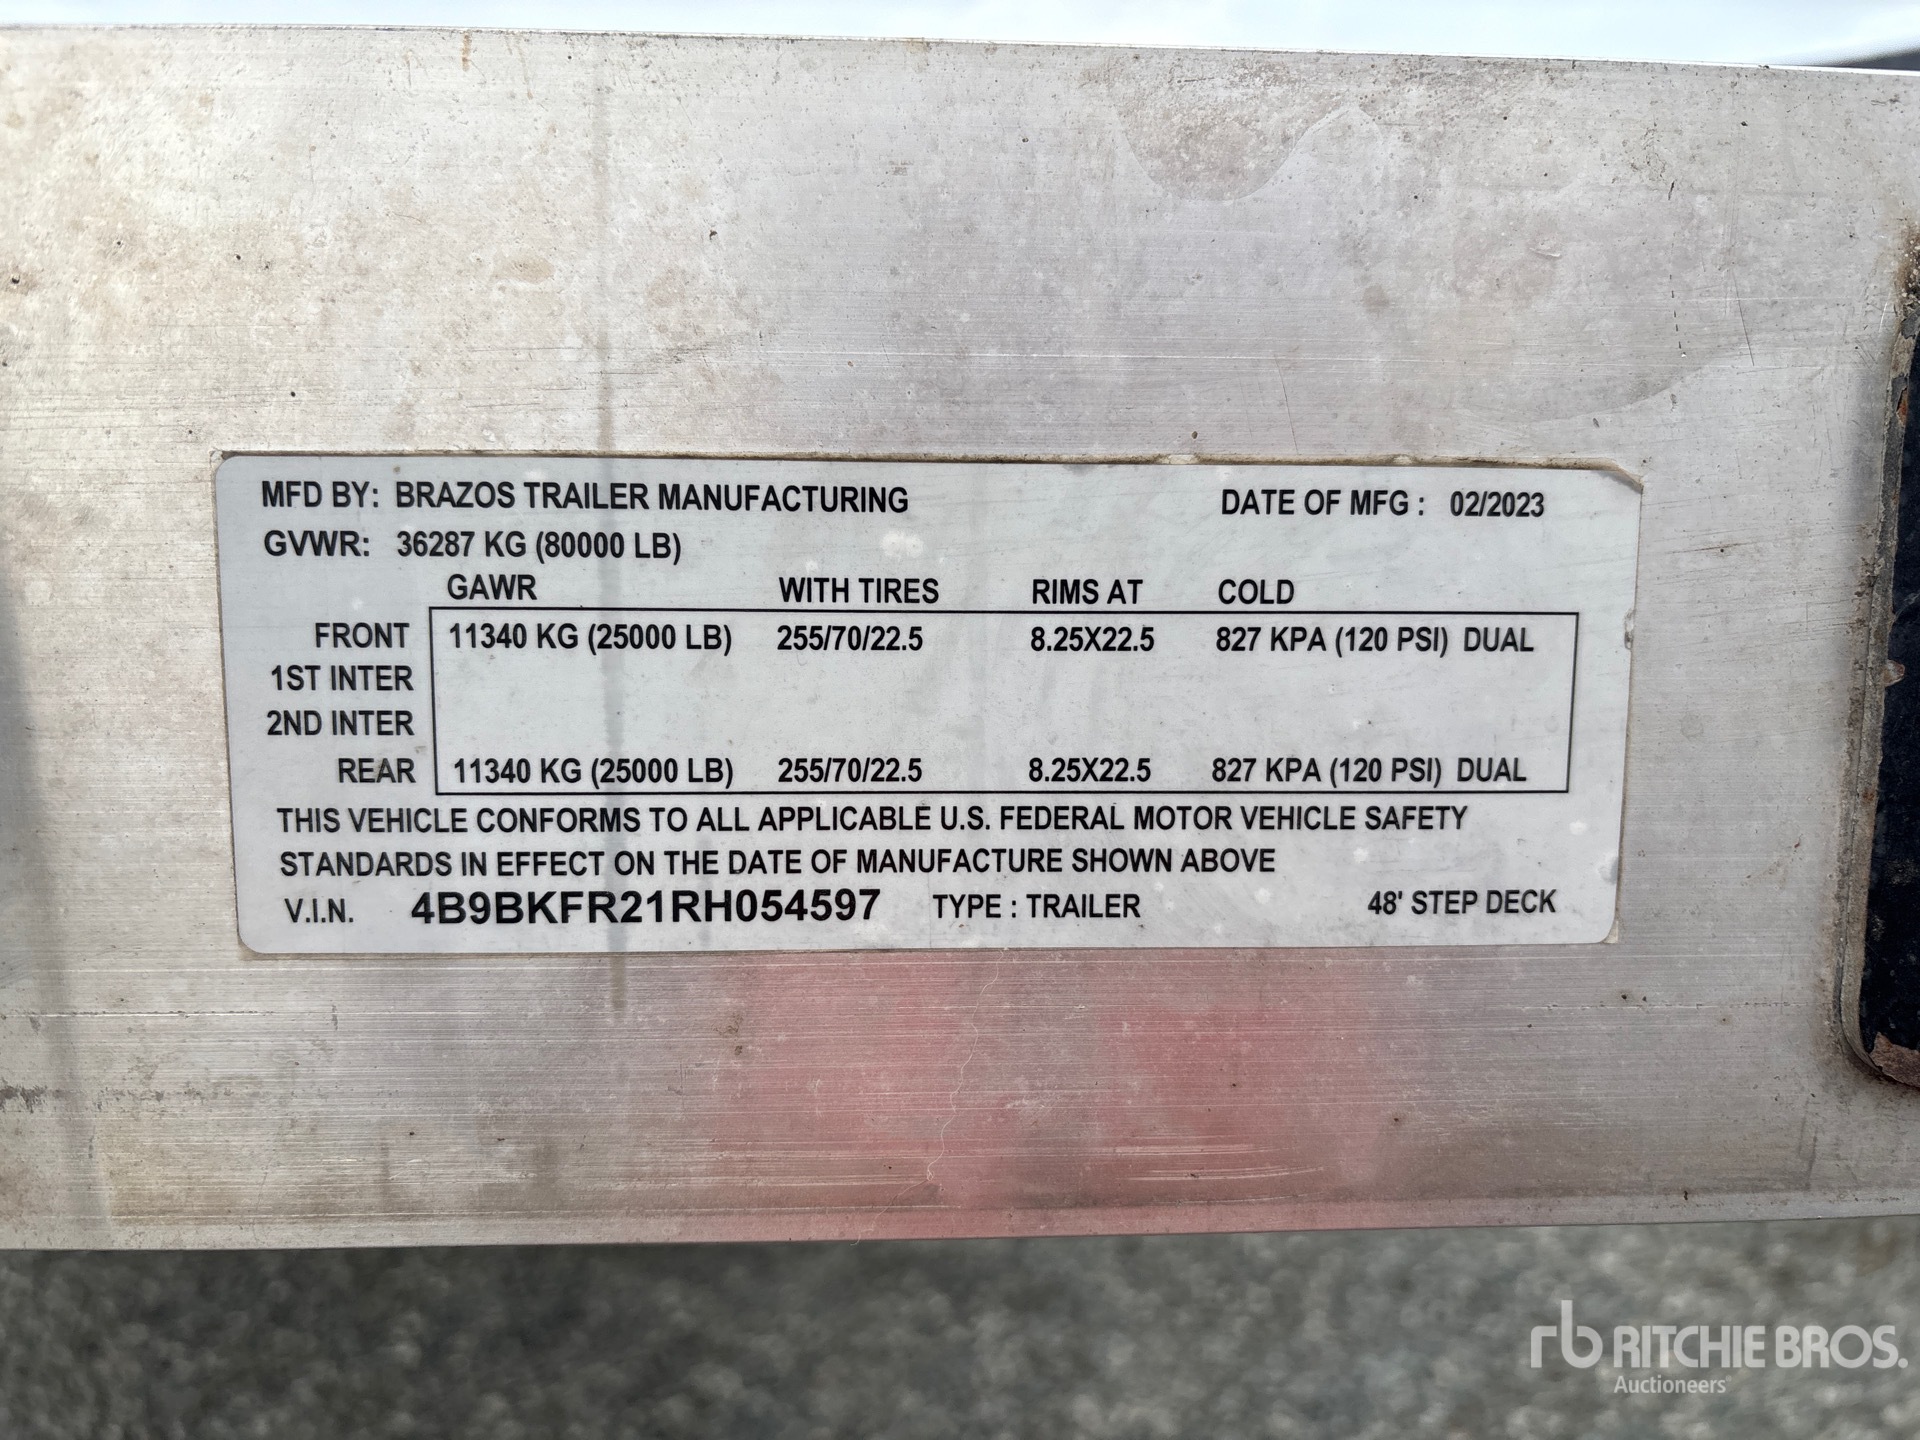 MFD BY: BRAZOS TRAILER MANUFACTURING DATE OF MFG : 02/2023
GVWR: 36287 KG (80000 LB)
GAWR WITH TIRES RIMS AT COLD
FRONT 11340 KG (25000 LB) 255/70/22.5 8.25X22.5 827 KPA (120 PSI) DUAL
1ST INTER
2ND INTER
REAR 11340 KG (25000 LB) 255/70/22.5 8.25X22.5 827 KPA (120 PSI) DUAL
THIS VEHICLE CONFORMS TO ALL APPLICABLE U.S. FEDERAL MOTOR VEHICLE SAFETY
STANDARDS IN EFFECT ON THE DATE OF MANUFACTURE SHOWN ABOVE
V.I.N. 4B9BKFR21RH054597 TYPE : TRAILER 48' STEP DECK
rb RITCHIE BROS.
Auctioneers